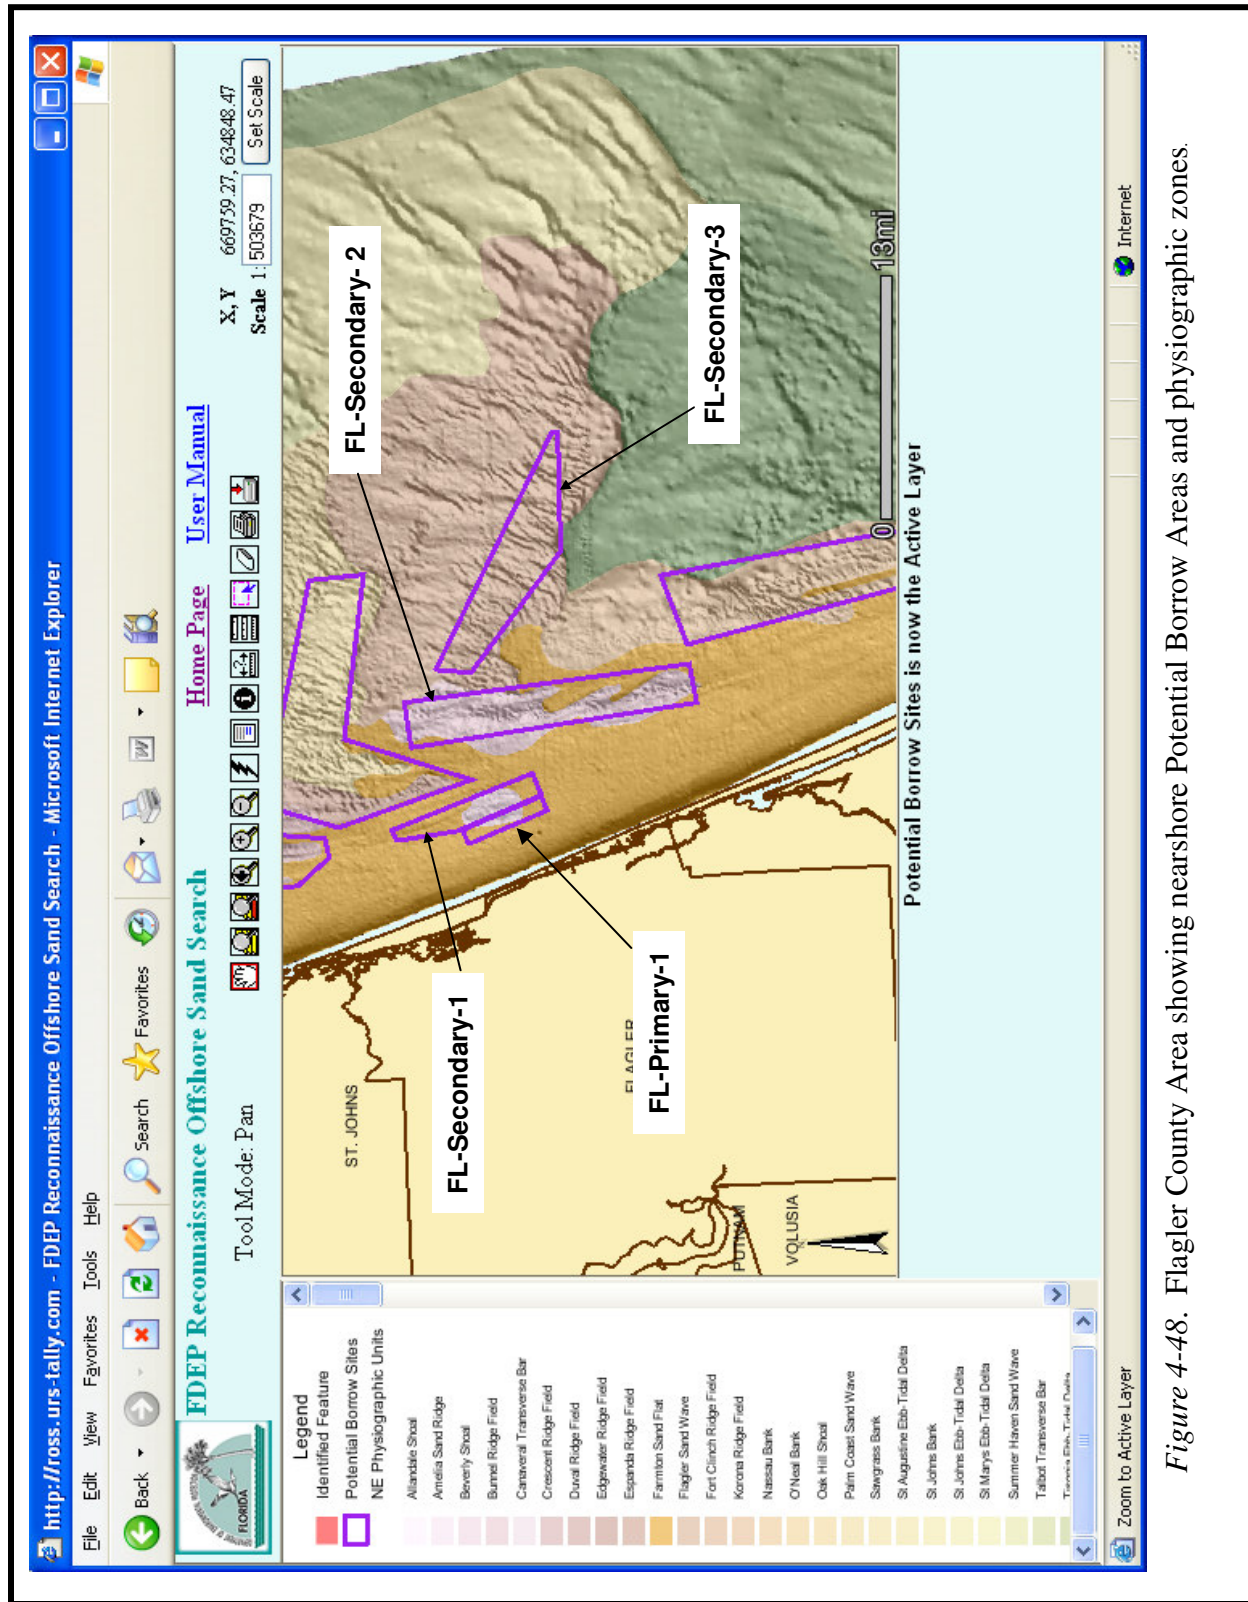 http://ross.urs-tally.com - FDEP Reconnaissance Offshore Sand Search - Microsoft Internet Explorer
File Edit View Favorites Tools Help
Back Search Favorites
FLORIDA
FDEP Reconnaissance Offshore Sand Search
Home Page User Manual
Tool Mode: Pan
X, Y 669759.27, 634848.47
Scale 1: 503679 Set Scale
Legend
Identified Feature
Potential Borrow Sites
NE Physiographic Units
Allandale Shoal
Amelia Sand Ridge
Beverly Shoal
Bunnel Ridge Field
Canaveral Transverse Bar
Crescent Ridge Field
Duval Ridge Field
Edgewater Ridge Field
Espanda Ridge Field
Farmton Sand Flat
Flagler Sand Wave
Fort Clinch Ridge Field
Korona Ridge Field
Nassau Bank
O'Neal Bank
Oak Hill Shoal
Palm Coast Sand Wave
Sawgrass Bank
St Augustine Ebb-Tidal Delta
St Johns Bank
St Johns Ebb-Tidal Delta
St Marys Ebb-Tidal Delta
Summer Haven Sand Wave
Talbot Transverse Bar
ST. JOHNS
FLAGLER
PUTNAM
VOLUSIA
FL-Secondary-1
FL-Primary-1
FL-Secondary- 2
FL-Secondary-3
0 13mi
Potential Borrow Sites is now the Active Layer
Zoom to Active Layer Internet
Figure 4-48. Flagler County Area showing nearshore Potential Borrow Areas and physiographic zones.